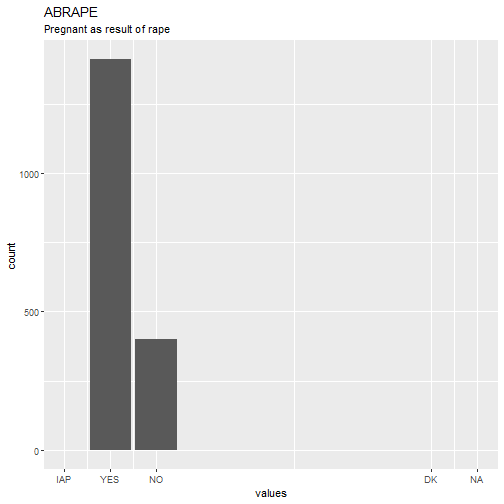 ABRAPE
Pregnant as result of rape
1000
500
0
count
IAP YES NO DK NA
values